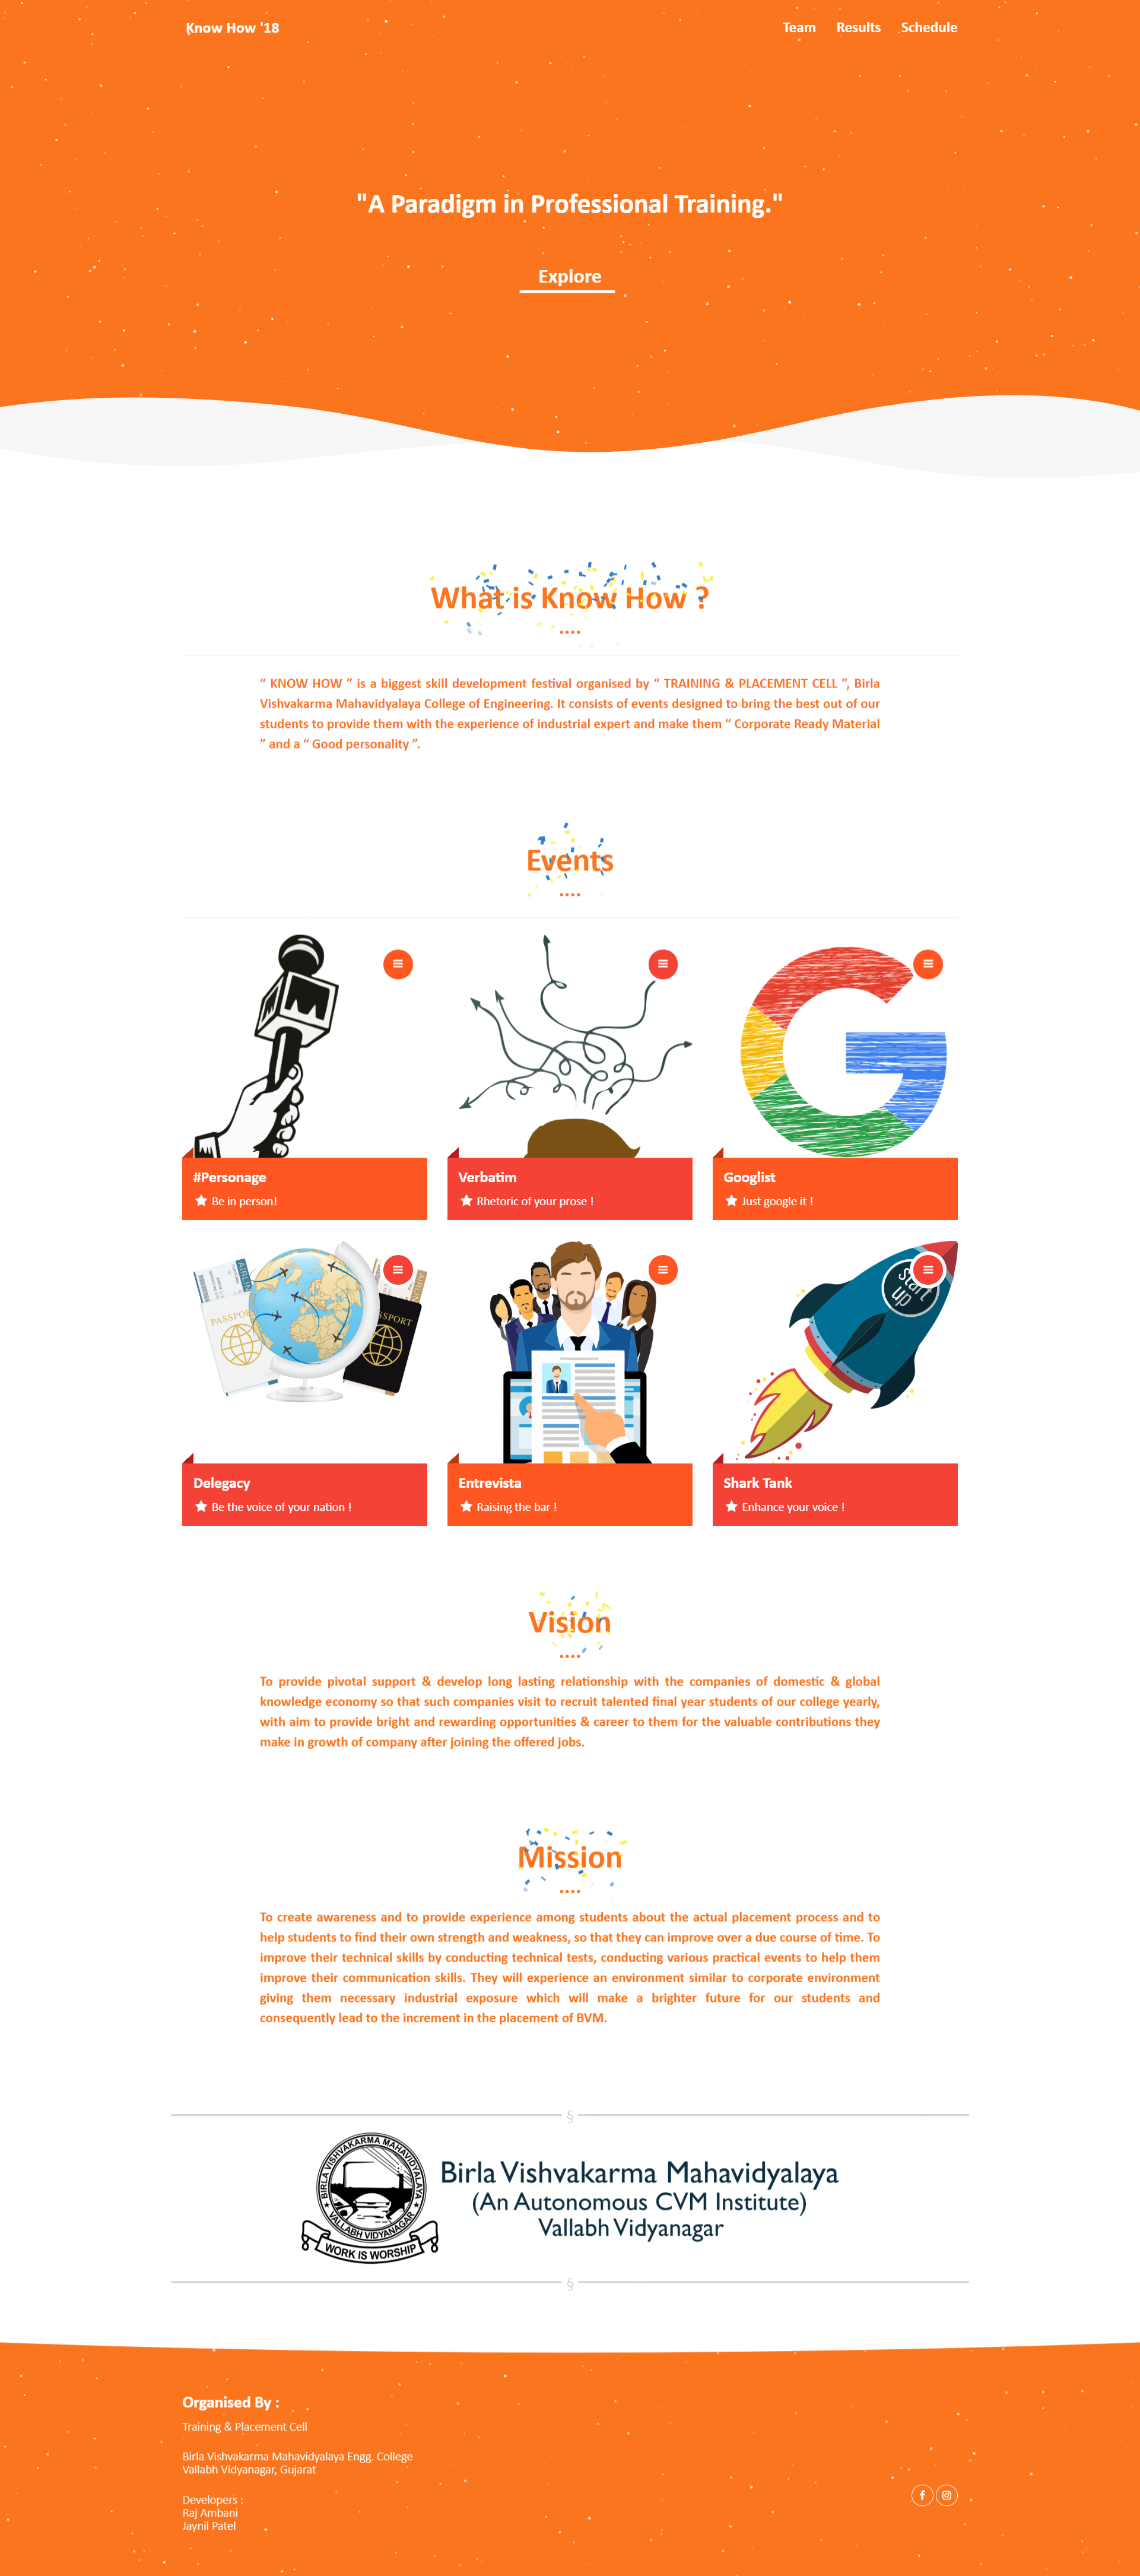 Know How '18
Team Results Schedule
"A Paradigm in Professional Training."
Explore
What is Know How ?
“ KNOW HOW ” is a biggest skill development festival organised by “ TRAINING & PLACEMENT CELL ”, Birla
Vishvakarma Mahavidyalaya College of Engineering. It consists of events designed to bring the best out of our
students to provide them with the experience of industrial expert and make them “ Corporate Ready Material
” and a “ Good personality ”.
Events
#Personage
Be in person!
Verbatim
Rhetoric of your prose !
Googlist
Just google it !
PASSPORT
start
up
Delegacy
Be the voice of your nation !
Entrevista
Raising the bar !
Shark Tank
Enhance your voice !
Vision
To provide pivotal support & develop long lasting relationship with the companies of domestic & global
knowledge economy so that such companies visit to recruit talented final year students of our college yearly,
with aim to provide bright and rewarding opportunities & career to them for the valuable contributions they
make in growth of company after joining the offered jobs.
Mission
To create awareness and to provide experience among students about the actual placement process and to
help students to find their own strength and weakness, so that they can improve over a due course of time. To
improve their technical skills by conducting technical tests, conducting various practical events to help them
improve their communication skills. They will experience an environment similar to corporate environment
giving them necessary industrial exposure which will make a brighter future for our students and
consequently lead to the increment in the placement of BVM.
§
BIRLA VISHVAKARMA MAHAVIDYALAYA
VALLABH VIDYANAGAR
WORK IS WORSHIP
Birla Vishvakarma Mahavidyalaya
(An Autonomous CVM Institute)
Vallabh Vidyanagar
§
Organised By :
Training & Placement Cell
Birla Vishvakarma Mahavidyalaya Engg. College
Vallabh Vidyanagar, Gujarat
Developers :
Raj Ambani
Jaynil Patel